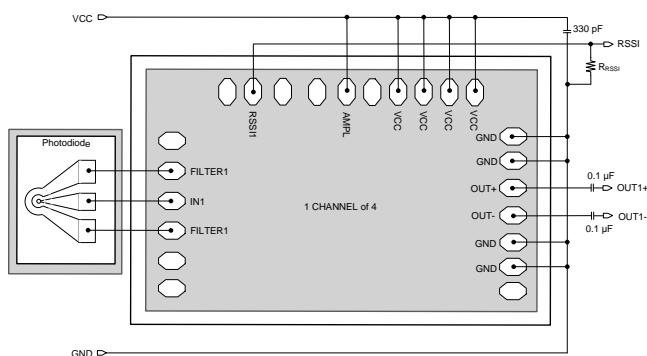 VCC
330 pF
RSSI
RRSSI
RSSI1
AMPL
VCC
VCC
VCC
VCC
Photodiode
GND
FILTER1
GND
IN1
1 CHANNEL of 4
OUT+
0.1 µF
OUT1+
FILTER1
OUT-
OUT1-
0.1 µF
GND
GND
GND